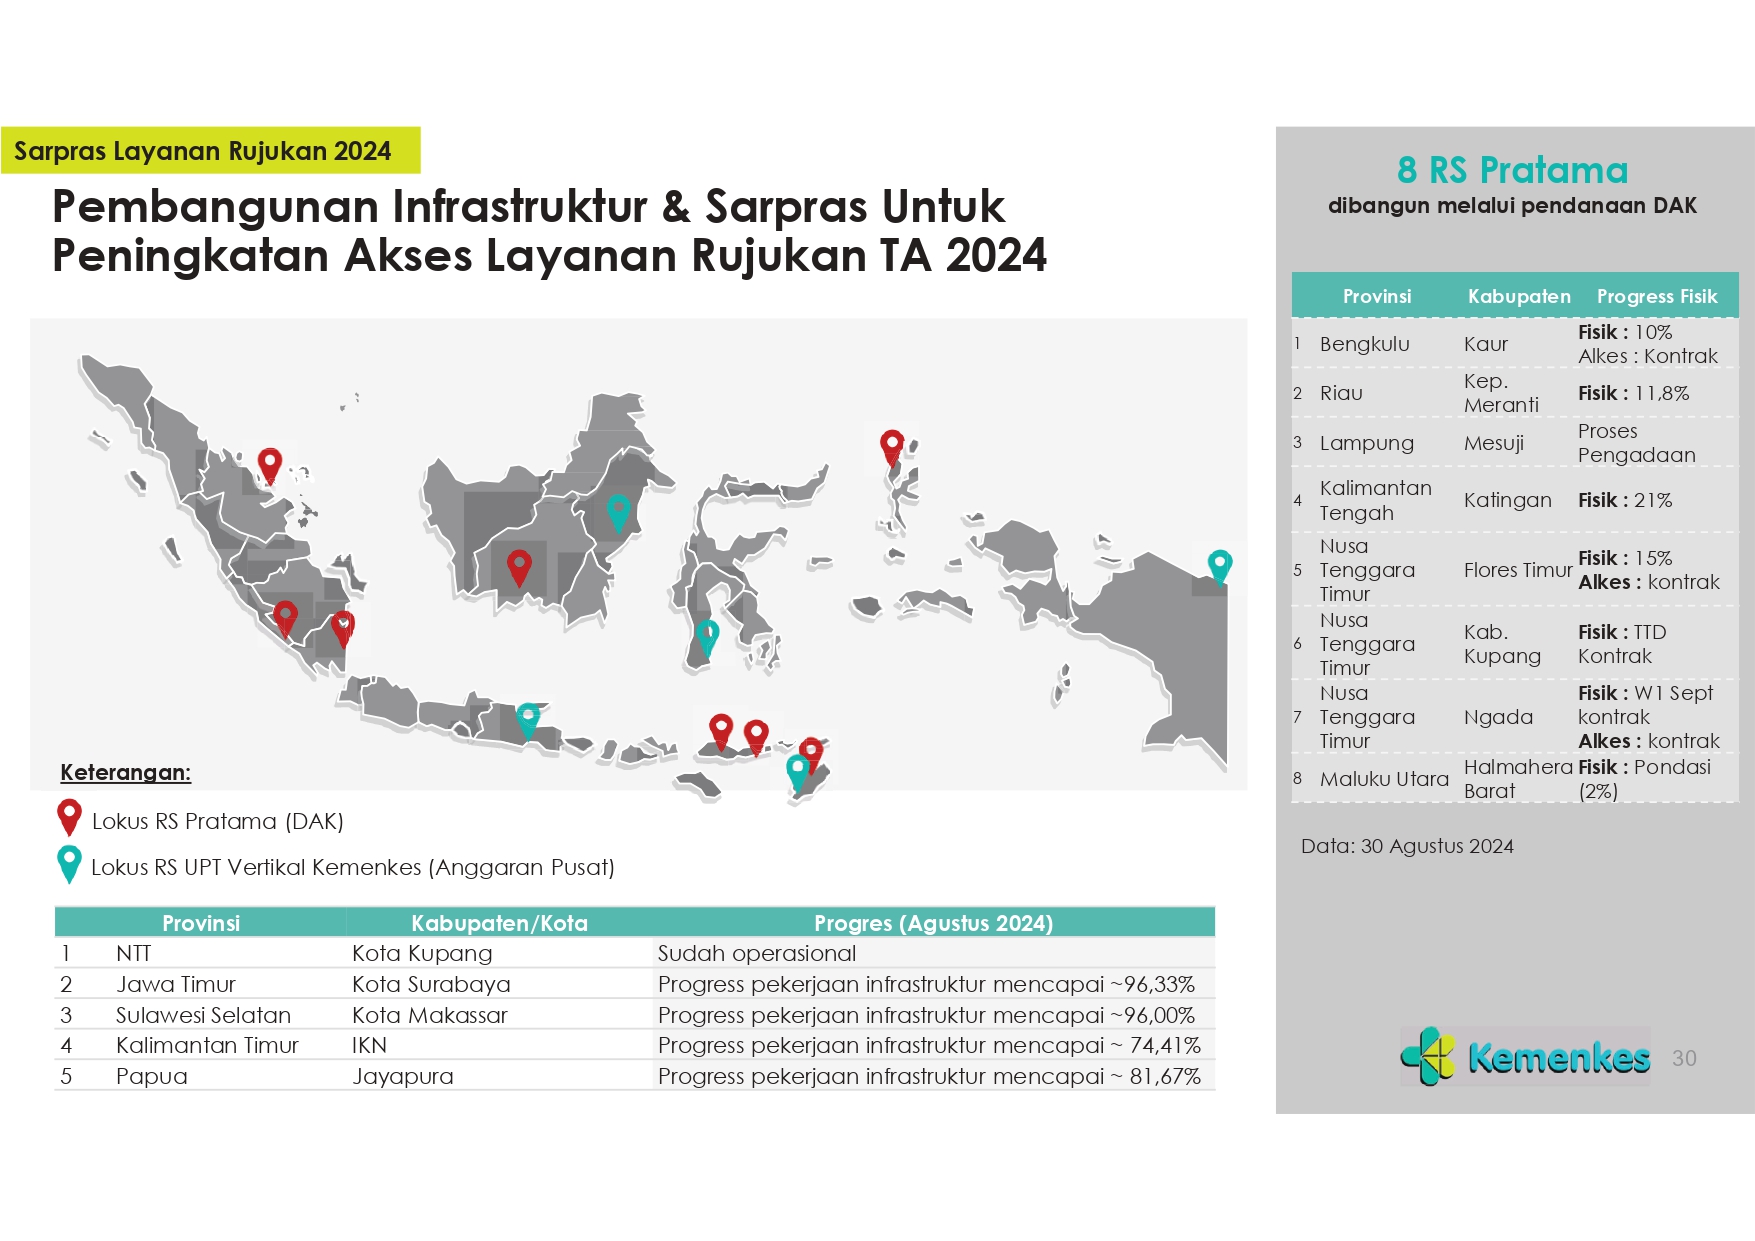 Sarpras Layanan Rujukan 2024
Pembangunan Infrastruktur & Sarpras Untuk
Peningkatan Akses Layanan Rujukan TA 2024
Keterangan:
Lokus RS Pratama (DAK)
Lokus RS UPT Vertikal Kemenkes (Anggaran Pusat)
Provinsi Kabupaten/Kota Progres (Agustus 2024)
1 NTT Kota Kupang Sudah operasional
2 Jawa Timur Kota Surabaya Progress pekerjaan infrastruktur mencapai ~96,33%
3 Sulawesi Selatan Kota Makassar Progress pekerjaan infrastruktur mencapai ~96,00%
4 Kalimantan Timur IKN Progress pekerjaan infrastruktur mencapai ~ 74,41%
5 Papua Jayapura Progress pekerjaan infrastruktur mencapai ~ 81,67%
8 RS Pratama
dibangun melalui pendanaan DAK
Provinsi Kabupaten Progress Fisik
1 Bengkulu Kaur Fisik : 10%
Alkes : Kontrak
2 Riau Kep.
Meranti Fisik : 11,8%
3 Lampung Mesuji Proses
Pengadaan
4 Kalimantan
Tengah Katingan Fisik : 21%
5 Nusa
Tenggara
Timur Flores Timur Fisik : 15%
Alkes : kontrak
6 Nusa
Tenggara
Timur Kab.
Kupang Fisik : TTD
Kontrak
7 Nusa
Tenggara
Timur Ngada Fisik : W1 Sept
kontrak
Alkes : kontrak
8 Maluku Utara Halmahera
Barat Fisik : Pondasi
(2%)
Data: 30 Agustus 2024
Kemenkes 30